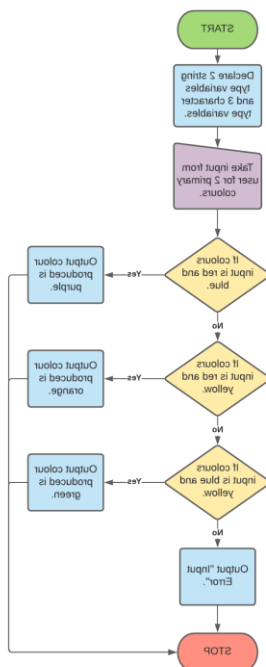 START
Declare 2 string
type variables
and 3 character
type variables.
Take input from
user for 2 primary
colours.
If colours
input is red and
blue.
Yes
Output colour
produced is
purple.
No
If colours
input is red and
yellow.
Yes
Output colour
produced is
orange.
No
If colours
input is blue and
yellow.
Yes
Output colour
produced is
green.
No
Output "Input
Error".
STOP